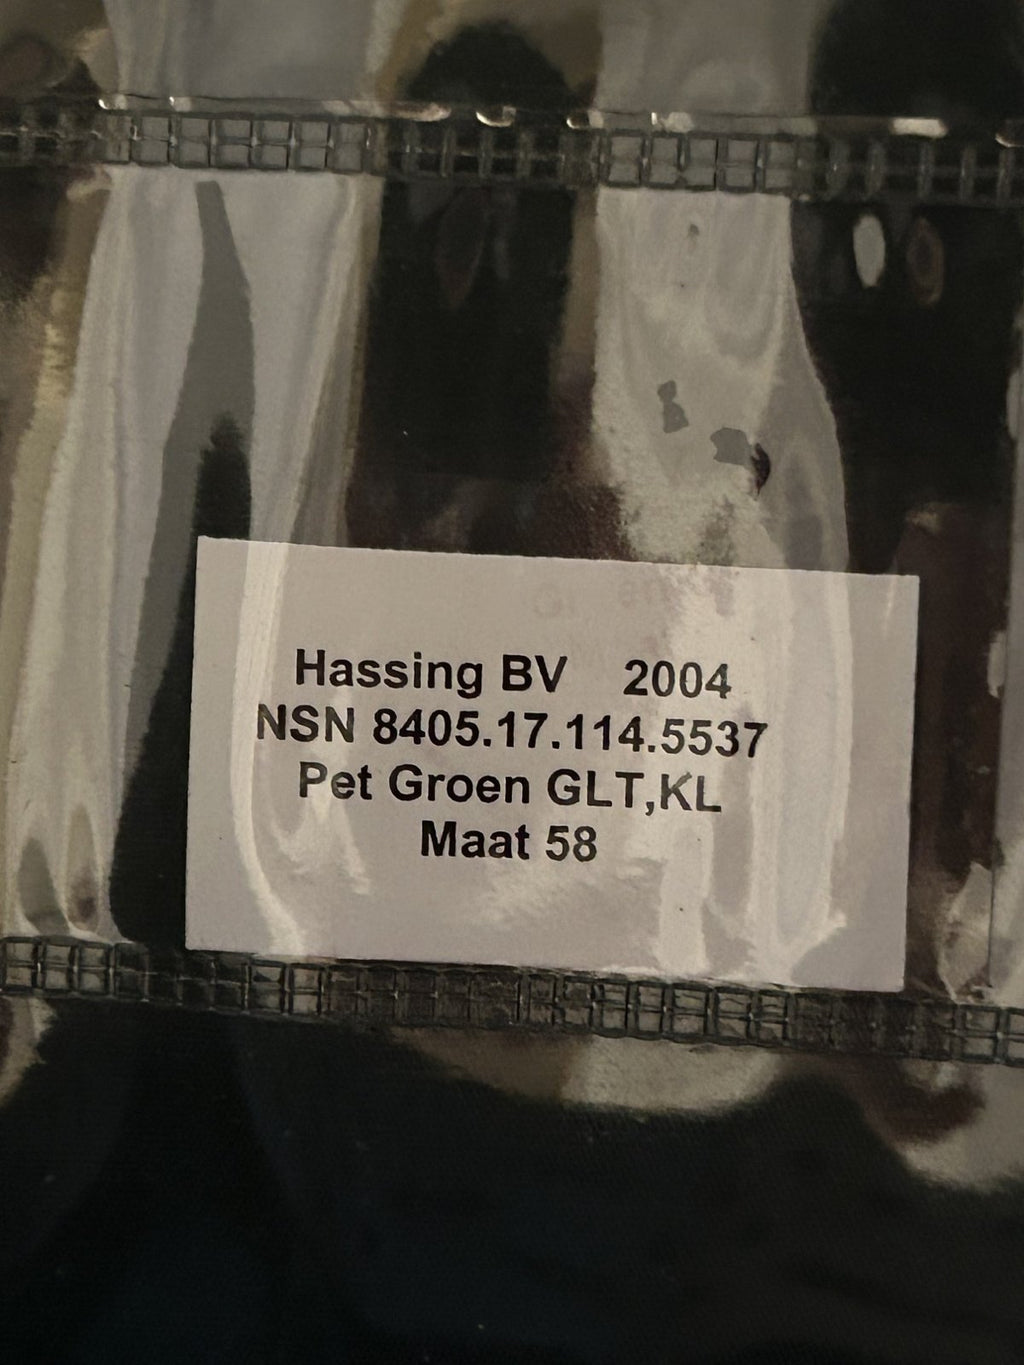 Hassing BV 2004
NSN 8405.17.114.5537
Pet Groen GLT,KL
Maat 58